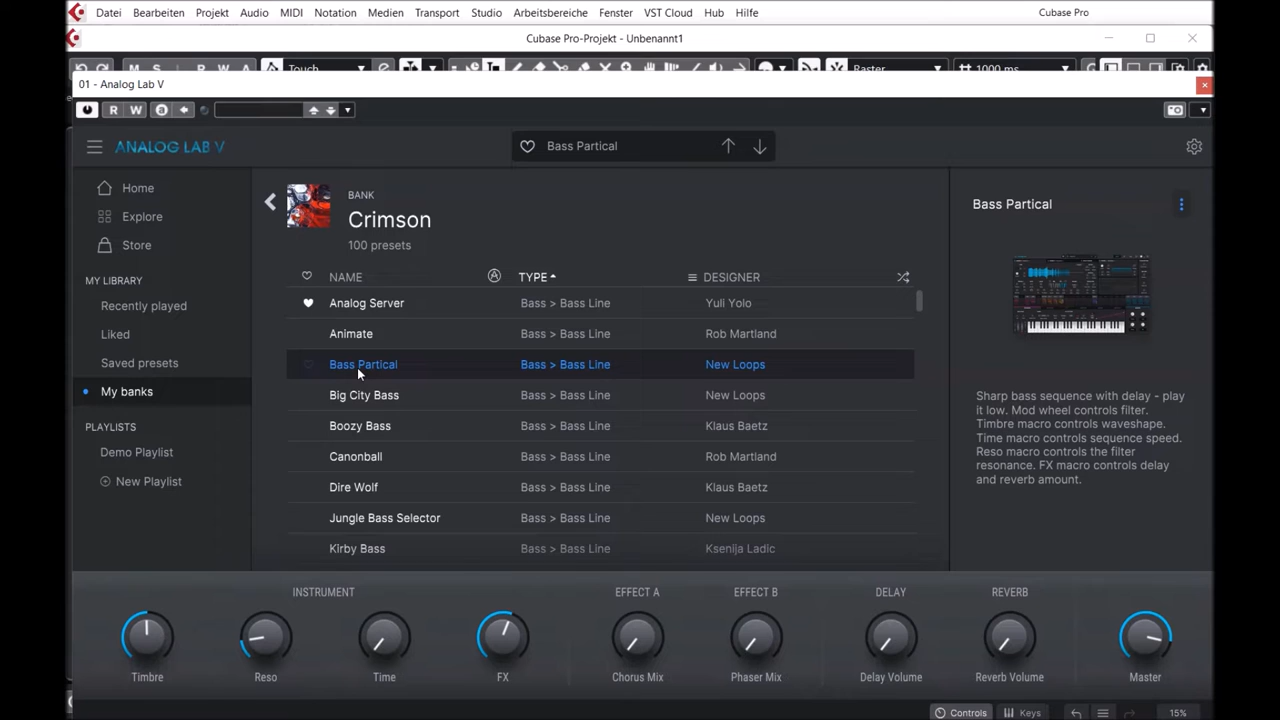 Datei Bearbeiten Projekt Audio MIDI Notation Medien Transport Studio Arbeitsbereiche Fenster VST Cloud Hub Hilfe Cubase Pro
Cubase Pro-Projekt - Unbenannt1
R W A Touch Raster 1000 ms
01 - Analog Lab V
R W
ANALOG LAB V
Bass Partical
Home
Explore
Store
MY LIBRARY
Recently played
Liked
Saved presets
My banks
PLAYLISTS
Demo Playlist
New Playlist
BANK
Crimson
100 presets
NAME TYPE DESIGNER
Analog Server Bass > Bass Line Yuli Yolo
Animate Bass > Bass Line Rob Martland
Bass Partical Bass > Bass Line New Loops
Big City Bass Bass > Bass Line New Loops
Boozy Bass Bass > Bass Line Klaus Baetz
Canonball Bass > Bass Line Rob Martland
Dire Wolf Bass > Bass Line Klaus Baetz
Jungle Bass Selector Bass > Bass Line New Loops
Kirby Bass Bass > Bass Line Ksenija Ladic
Bass Partical
Sharp bass sequence with delay - play
it low. Mod wheel controls filter.
Timbre macro controls waveshape.
Time macro controls sequence speed.
Reso macro controls the filter
resonance. FX macro controls delay
and reverb amount.
INSTRUMENT EFFECT A EFFECT B DELAY REVERB
Timbre Reso Time FX Chorus Mix Phaser Mix Delay Volume Reverb Volume Master
Controls Keys 15%